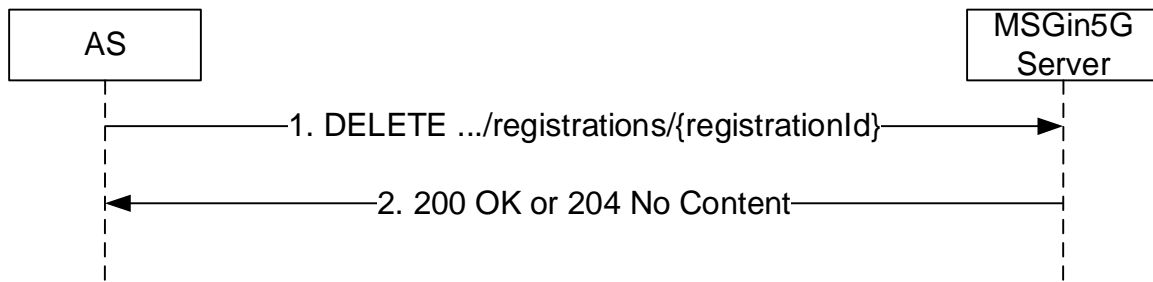 AS
MSGin5G
Server
1. DELETE .../registrations/{registrationId}
2. 200 OK or 204 No Content